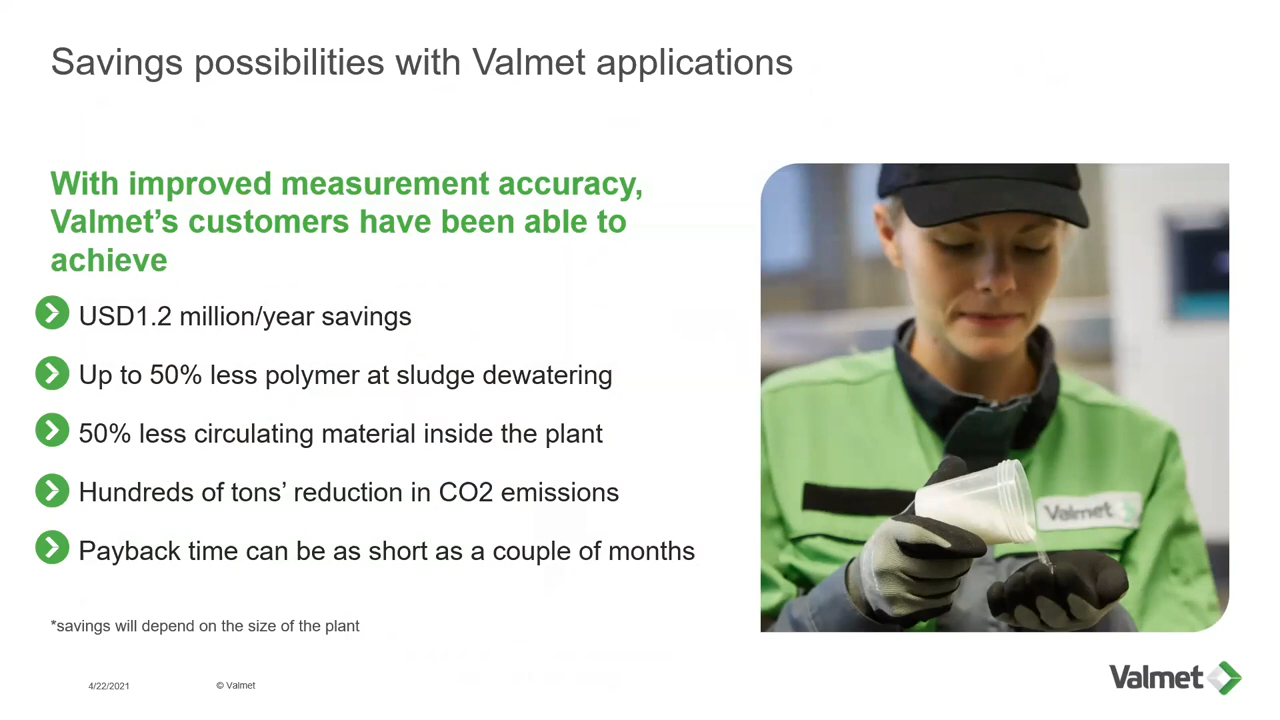 Savings possibilities with Valmet applications
With improved measurement accuracy,
Valmet’s customers have been able to
achieve
USD1.2 million/year savings
Up to 50% less polymer at sludge dewatering
50% less circulating material inside the plant
Hundreds of tons’ reduction in CO2 emissions
Payback time can be as short as a couple of months
Valmet
*savings will depend on the size of the plant
4/22/2021
© Valmet
Valmet